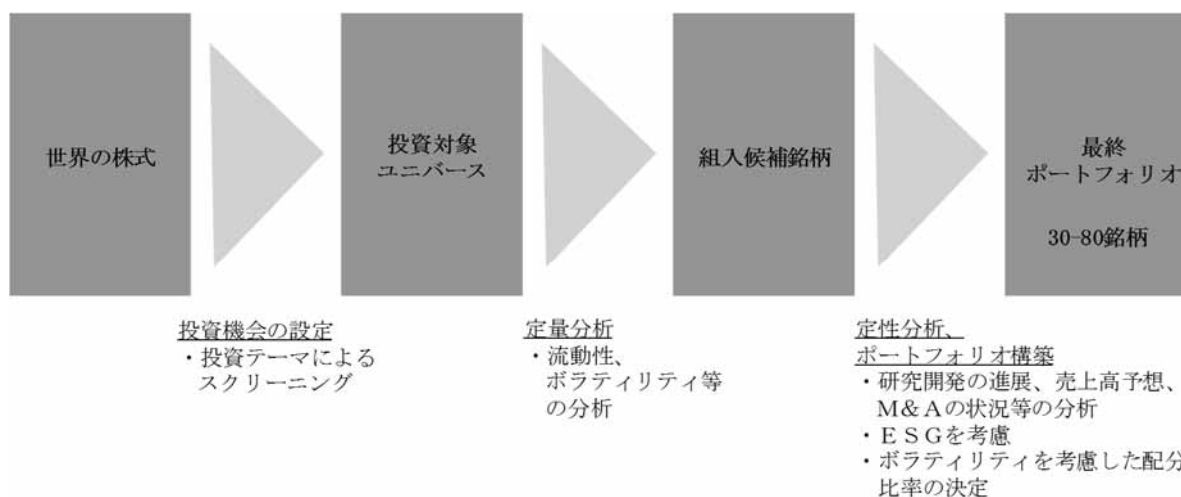 世界の株式
投資対象
ユニバース
組入候補銘柄
最終
ポートフォリオ
30-80銘柄
投資機会の設定
・投資テーマによる
スクリーニング
定量分析
・流動性、
ボラティリティ等
の分析
定性分析、
ポートフォリオ構築
・研究開発の進展、売上高予想、
M&Aの状況等の分析
・ESGを考慮
・ボラティリティを考慮した配分
比率の決定